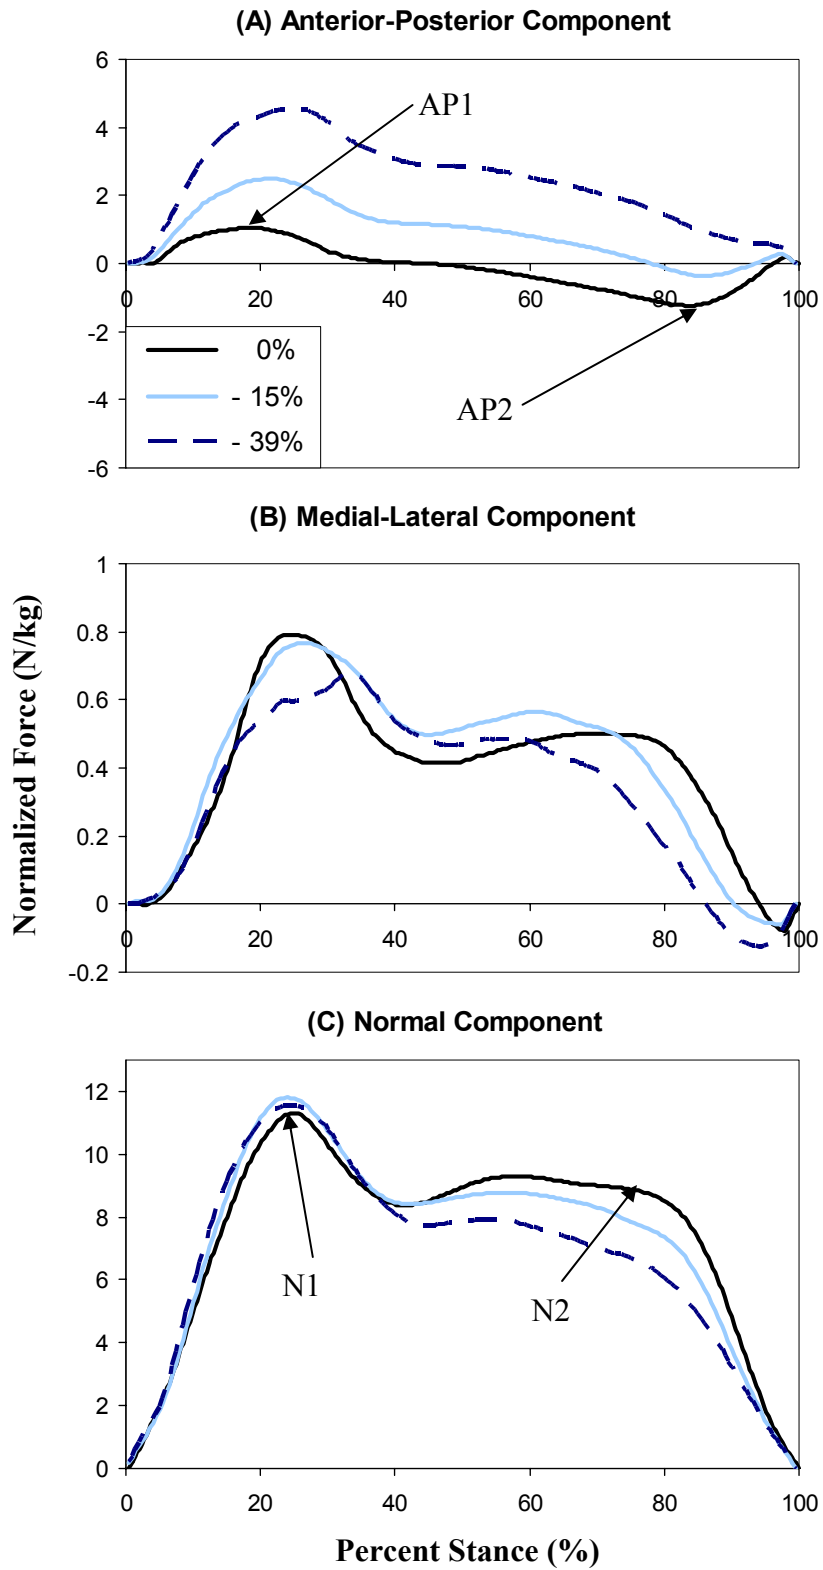 (A) Anterior-Posterior Component
6
AP1
4
2
0
0 20 40 60 80 100
-2
0%
- 15%
AP2
-4
- 39%
-6
(B) Medial-Lateral Component
Normalized Force (N/kg)
1
0.8
0.6
0.4
0.2
0
0 20 40 60 80 100
-0.2
(C) Normal Component
12
10
8
6
N1
N2
4
2
0
0 20 40 60 80 100
Percent Stance (%)